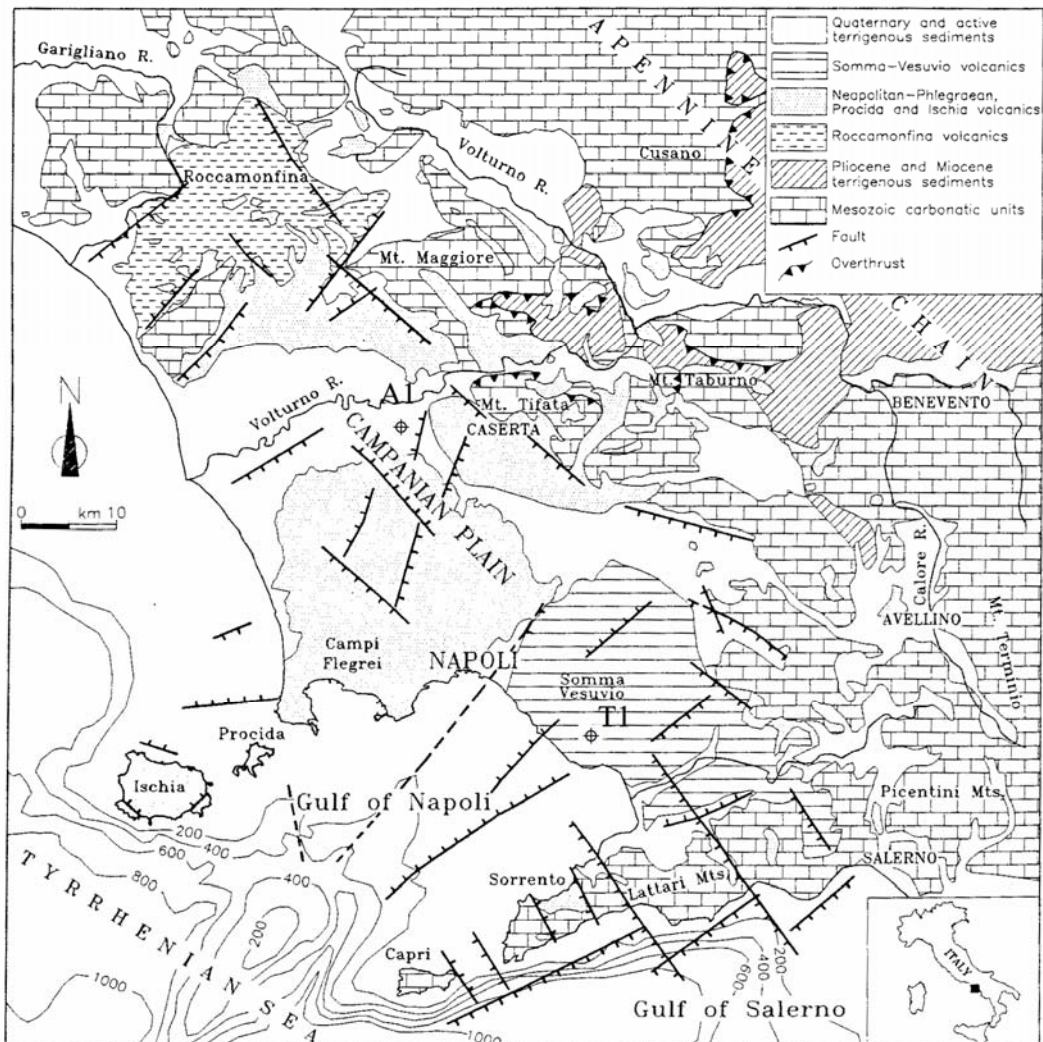 Garigliano R.
APENNINE
Quaternary and active
terrigenous sediments
Somma-Vesuvio volcanics
Neapolitan-Phlegraean,
Procida and Ischia volcanics
Roccamonfina volcanics
Pliocene and Miocene
terrigenous sediments
Mesozoic carbonatic units
Fault
Overthrust
Volturno R.
Cusano
Roccamonfina
Mt. Maggiore
CHAIN
Mt. Taburno
BENEVENTO
Volturno R.
A1
Mt. Tifata
CASERTA
N
CAMPANIAN PLAIN
0 km 10
Calore R.
AVELLINO
Mt. Terminio
Campi
Flegrei
NAPOLI
Somma
Vesuvio
T1
Procida
Ischia
Gulf of Napoli
Picentini Mts.
200
400
600
800
400
200
1000
TYRRHENIAN SEA
SALERNO
Sorrento
Lattari Mts.
Capri
200
400
600
1000
Gulf of Salerno
ITALY